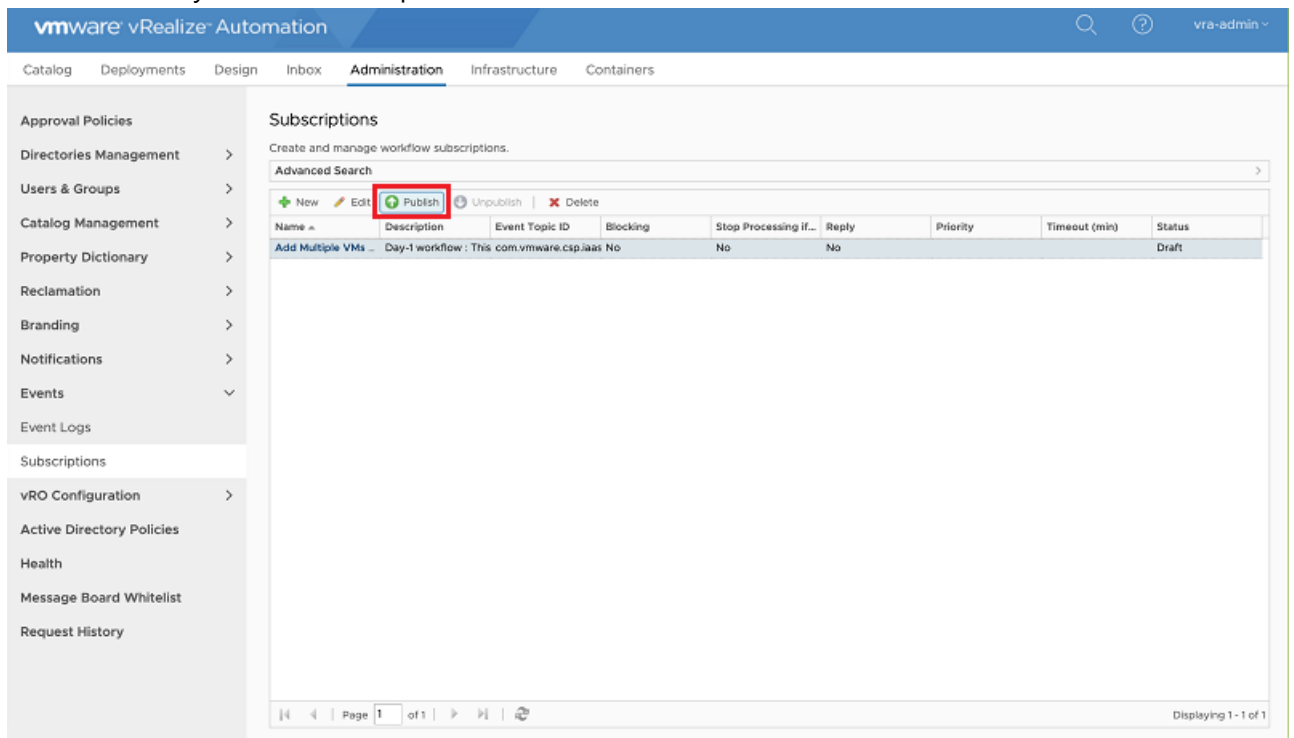 vmware vRealize Automation
vra-admin
Catalog Deployments Design Inbox Administration Infrastructure Containers
Approval Policies
Directories Management
Users & Groups
Catalog Management
Property Dictionary
Reclamation
Branding
Notifications
Events
Event Logs
Subscriptions
vRO Configuration
Active Directory Policies
Health
Message Board Whitelist
Request History
Subscriptions
Create and manage workflow subscriptions.
Advanced Search
New Edit Publish Unpublish Delete
Name Description Event Topic ID Blocking Stop Processing if... Reply Priority Timeout (min) Status
Add Multiple VMs ... Day-1 workflow : This com.vmware.csp.iaas No No No Draft
Page 1 of 1
Displaying 1 - 1 of 1